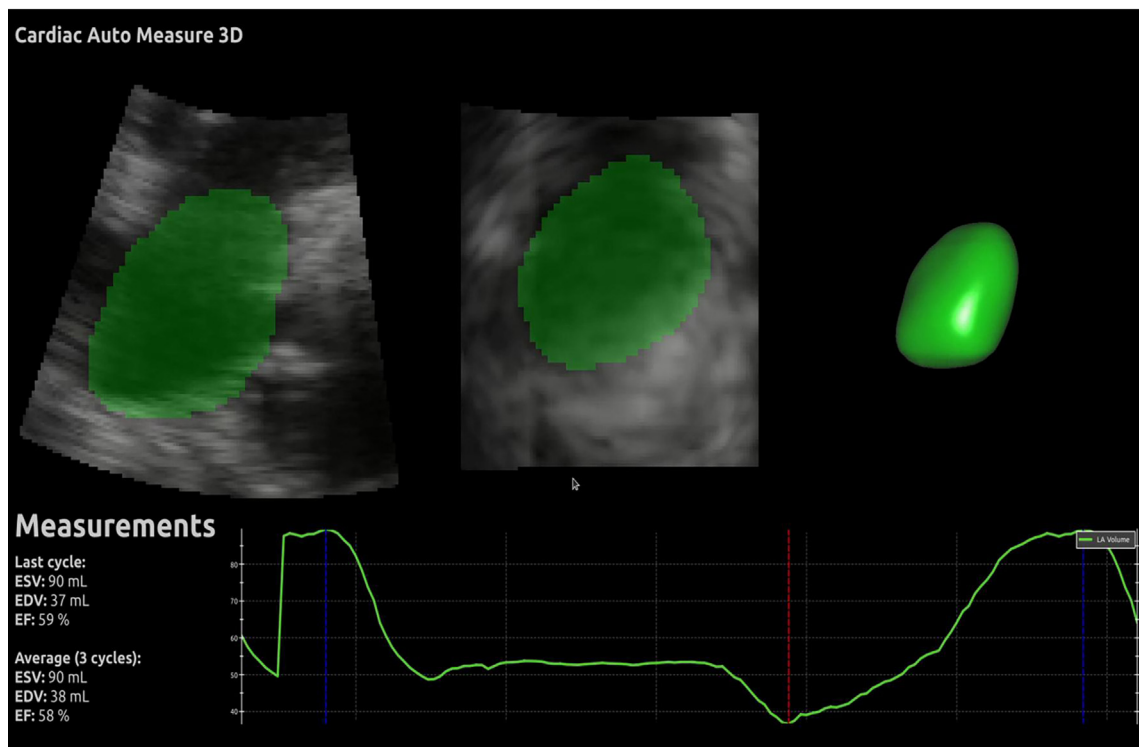 Cardiac Auto Measure 3D
Measurements
Last cycle:
ESV: 90 mL
EDV: 37 mL
EF: 59 %
Average (3 cycles):
ESV: 90 mL
EDV: 38 mL
EF: 58 %
80
70
60
50
40
LA Volume